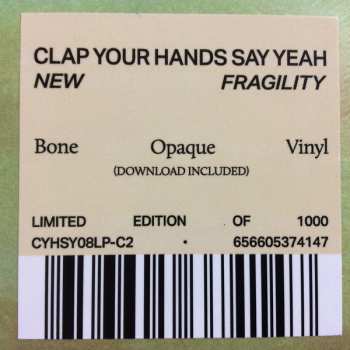 CLAP YOUR HANDS SAY YEAH
NEW FRAGILITY
Bone Opaque Vinyl
(DOWNLOAD INCLUDED)
LIMITED EDITION OF 1000
CYHSY08LP-C2 • 656605374147